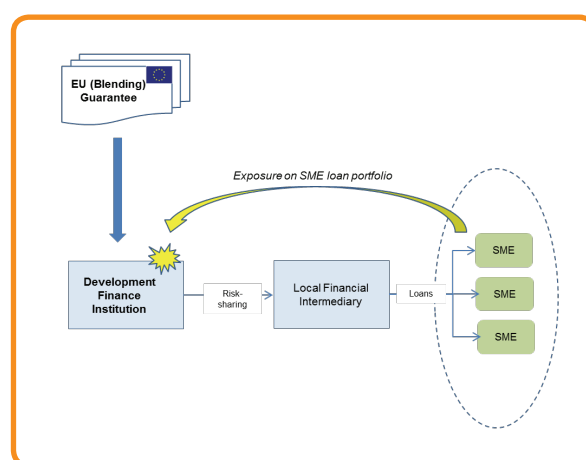 EU (Blending)
Guarantee
Exposure on SME loan portfolio
Development
Finance
Institution
Risk-
sharing
Local Financial
Intermediary
Loans
SME
SME
SME